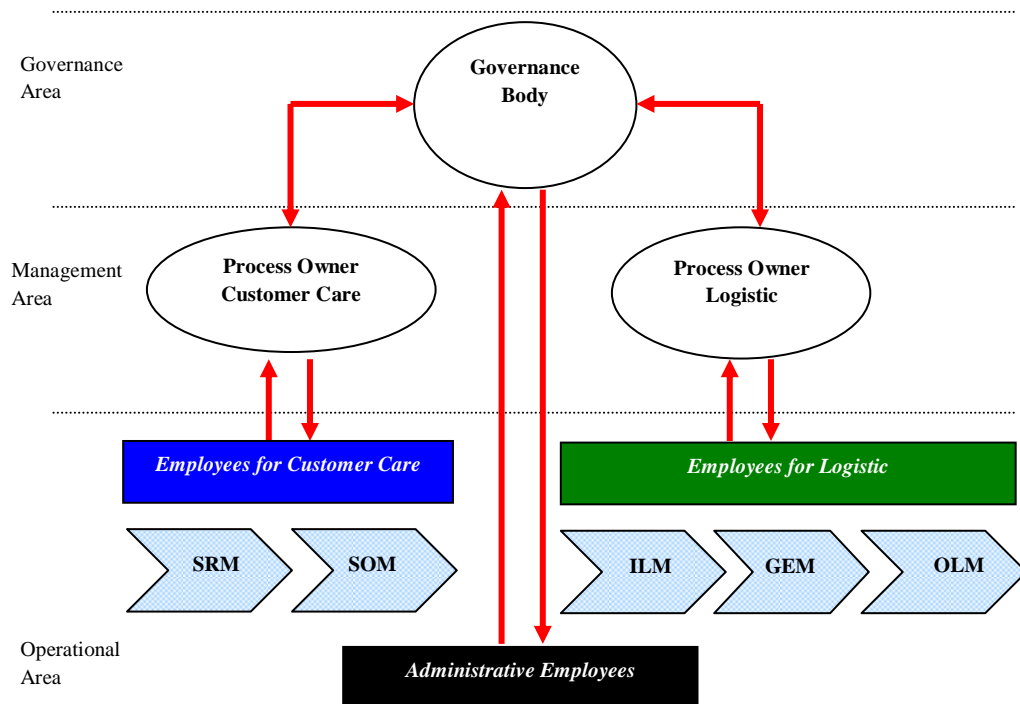 Governance
Area
Governance
Body
Management
Area
Process Owner
Customer Care
Process Owner
Logistic
Employees for Customer Care
Employees for Logistic
SRM
SOM
ILM
GEM
OLM
Operational
Area
Administrative Employees